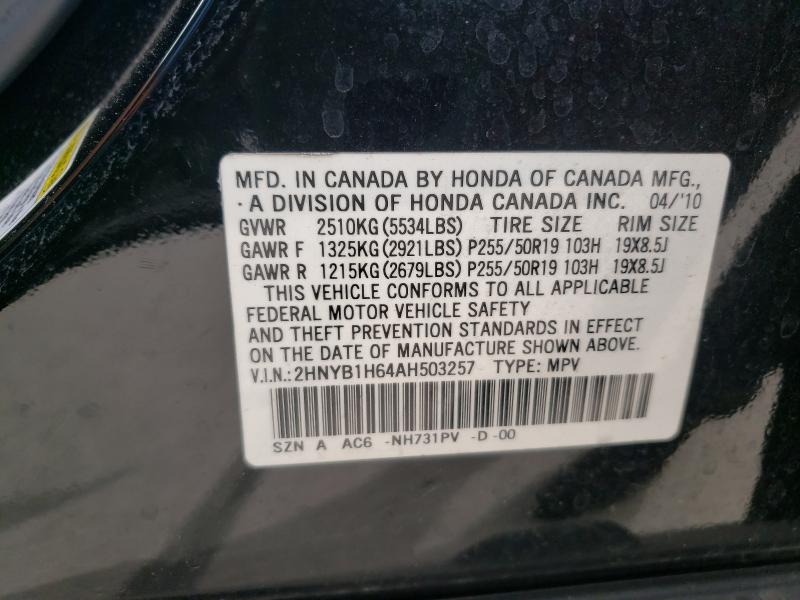 MFD. IN CANADA BY HONDA OF CANADA MFG.,
· A DIVISION OF HONDA CANADA INC. 04/'10
GVWR 2510KG (5534LBS) TIRE SIZE RIM SIZE
GAWR F 1325KG (2921LBS) P255/50R19 103H 19X8.5J
GAWR R 1215KG (2679LBS) P255/50R19 103H 19X8.5J
THIS VEHICLE CONFORMS TO ALL APPLICABLE
FEDERAL MOTOR VEHICLE SAFETY
AND THEFT PREVENTION STANDARDS IN EFFECT
ON THE DATE OF MANUFACTURE SHOWN ABOVE.
V.I.N.:2HNYB1H64AH503257 TYPE: MPV
SZN A AC6 -NH731PV -D -00